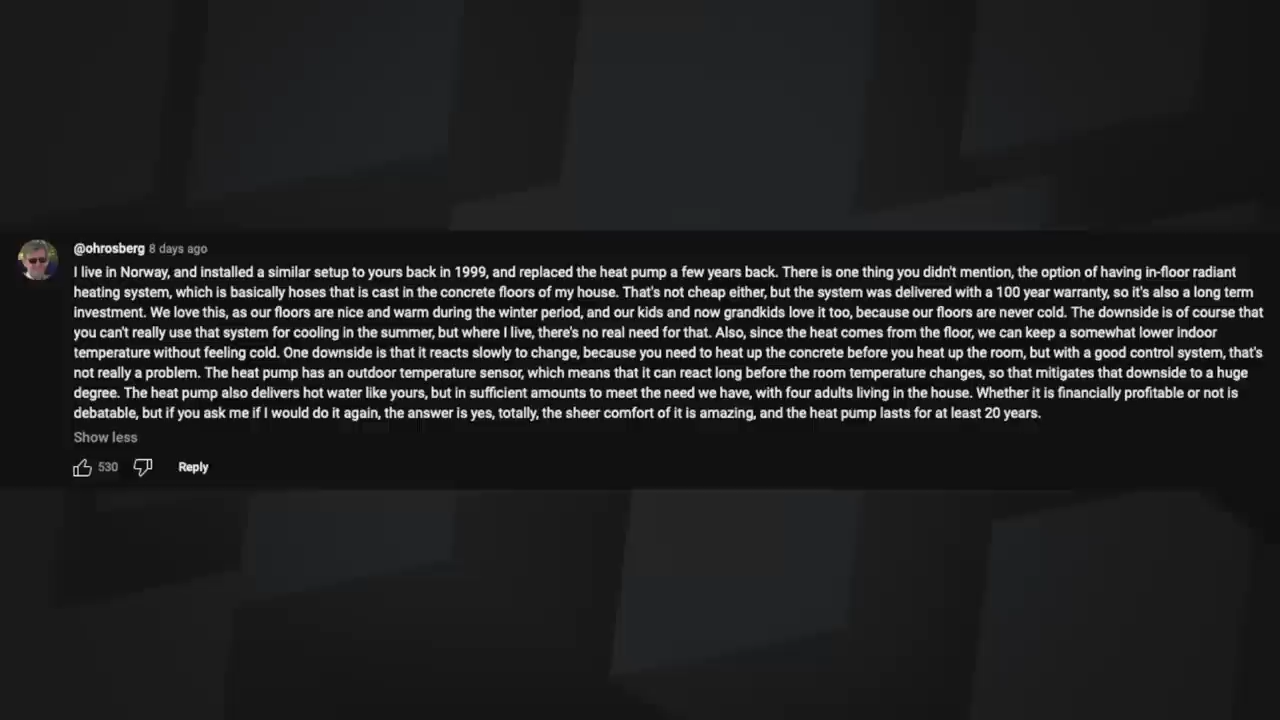 @ohrosberg 8 days ago
I live in Norway, and installed a similar setup to yours back in 1999, and replaced the heat pump a few years back. There is one thing you didn't mention, the option of having in-floor radiant
heating system, which is basically hoses that is cast in the concrete floors of my house. That's not cheap either, but the system was delivered with a 100 year warranty, so it's also a long term
investment. We love this, as our floors are nice and warm during the winter period, and our kids and now grandkids love it too, because our floors are never cold. The downside is of course that
you can't really use that system for cooling in the summer, but where I live, there's no real need for that. Also, since the heat comes from the floor, we can keep a somewhat lower indoor
temperature without feeling cold. One downside is that it reacts slowly to change, because you need to heat up the concrete before you heat up the room, but with a good control system, that's
not really a problem. The heat pump has an outdoor temperature sensor, which means that it can react long before the room temperature changes, so that mitigates that downside to a huge
degree. The heat pump also delivers hot water like yours, but in sufficient amounts to meet the need we have, with four adults living in the house. Whether it is financially profitable or not is
debatable, but if you ask me if I would do it again, the answer is yes, totally, the sheer comfort of it is amazing, and the heat pump lasts for at least 20 years.
Show less
530 Reply